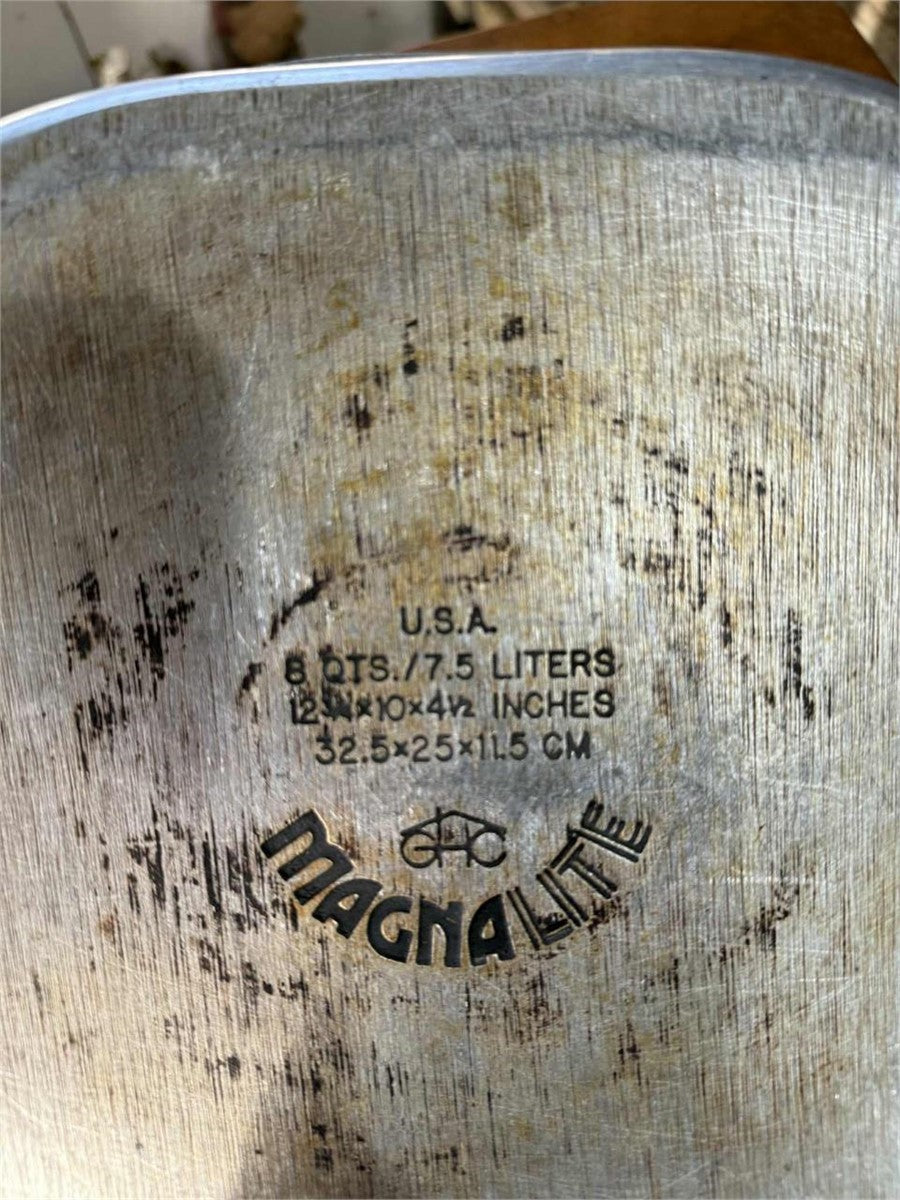 U.S.A.
8 QTS./7.5 LITERS
12¾×10×4½ INCHES
32.5×25×11.5 CM
GHC
MAGNALITE